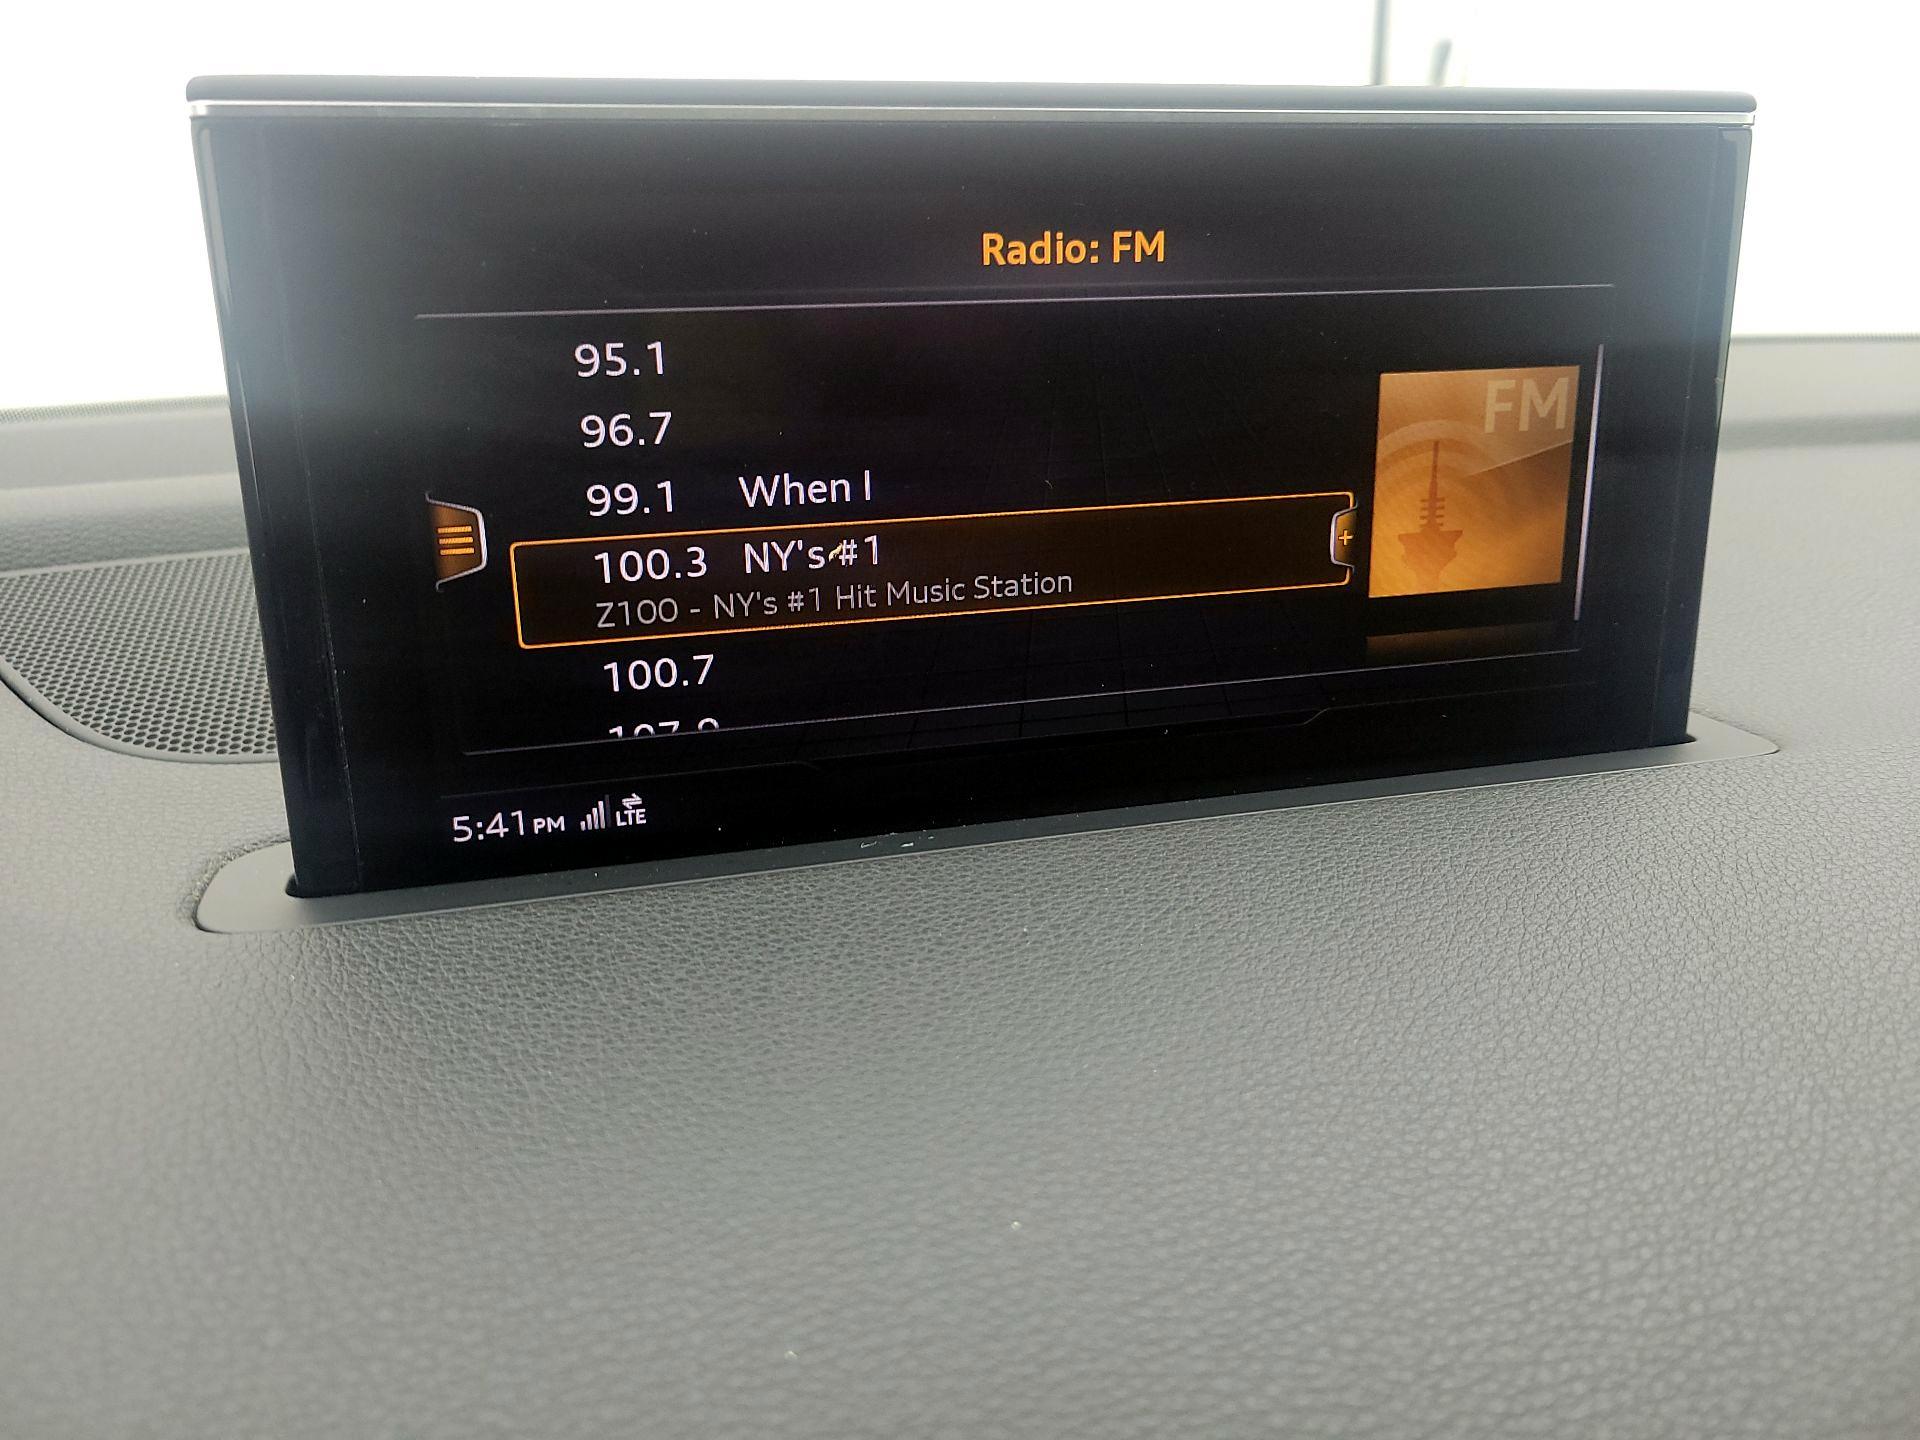 Radio: FM
95.1
96.7
99.1 When I
FM
100.3 NY's #1
Z100 - NY's #1 Hit Music Station
100.7
5:41 PM LTE